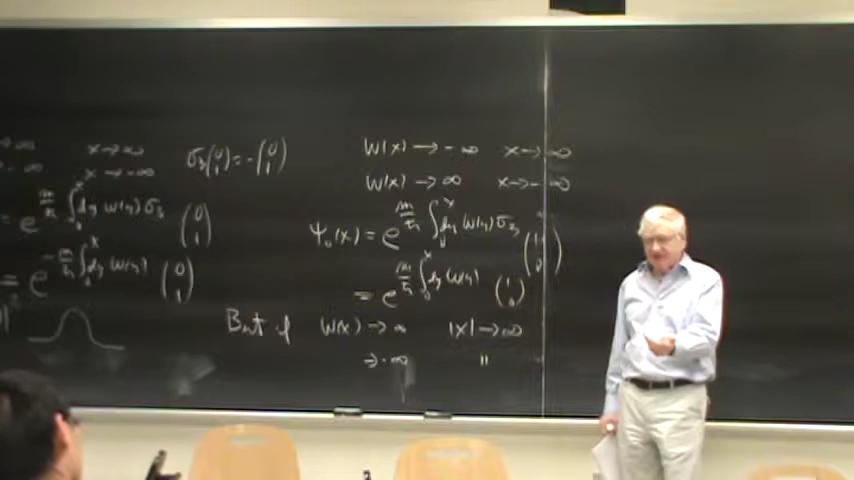 → ∞ x → ∞
→ -∞ x → -∞
σ₃(0 1) = -(0 1)
= e^{m/ħ ∫₀ˣ dy W(y) σ₃} (0 1)
= e^{-m/ħ ∫₀ˣ dy W(y)} (0 1)
W(x) → -∞ x → ∞
W(x) → ∞ x → -∞
ψ₀(x) = e^{m/ħ ∫₀ˣ dy W(y) σ₃} (1 0)
= e^{m/ħ ∫₀ˣ dy W(y)} (1 0)
But if W(x) → ∞ |x| → ∞
→ -∞ "